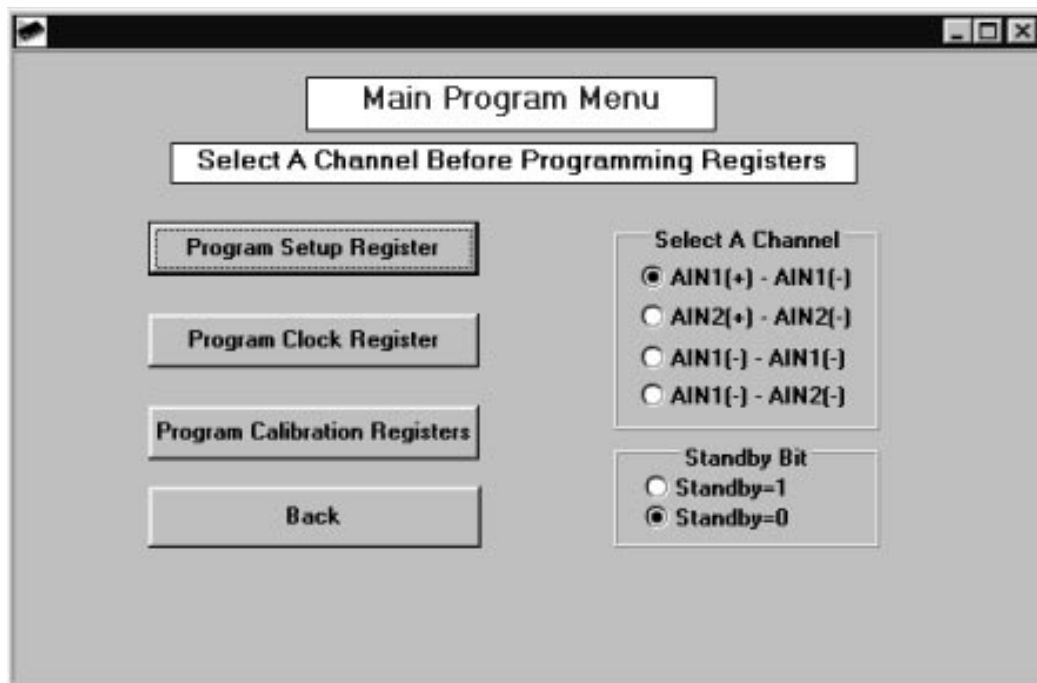 Main Program Menu
Select A Channel Before Programming Registers
Program Setup Register
Program Clock Register
Program Calibration Registers
Back
Select A Channel
AIN1(+) - AIN1(-)
AIN2(+) - AIN2(-)
AIN1(-) - AIN1(-)
AIN1(-) - AIN2(-)
Standby Bit
Standby=1
Standby=0